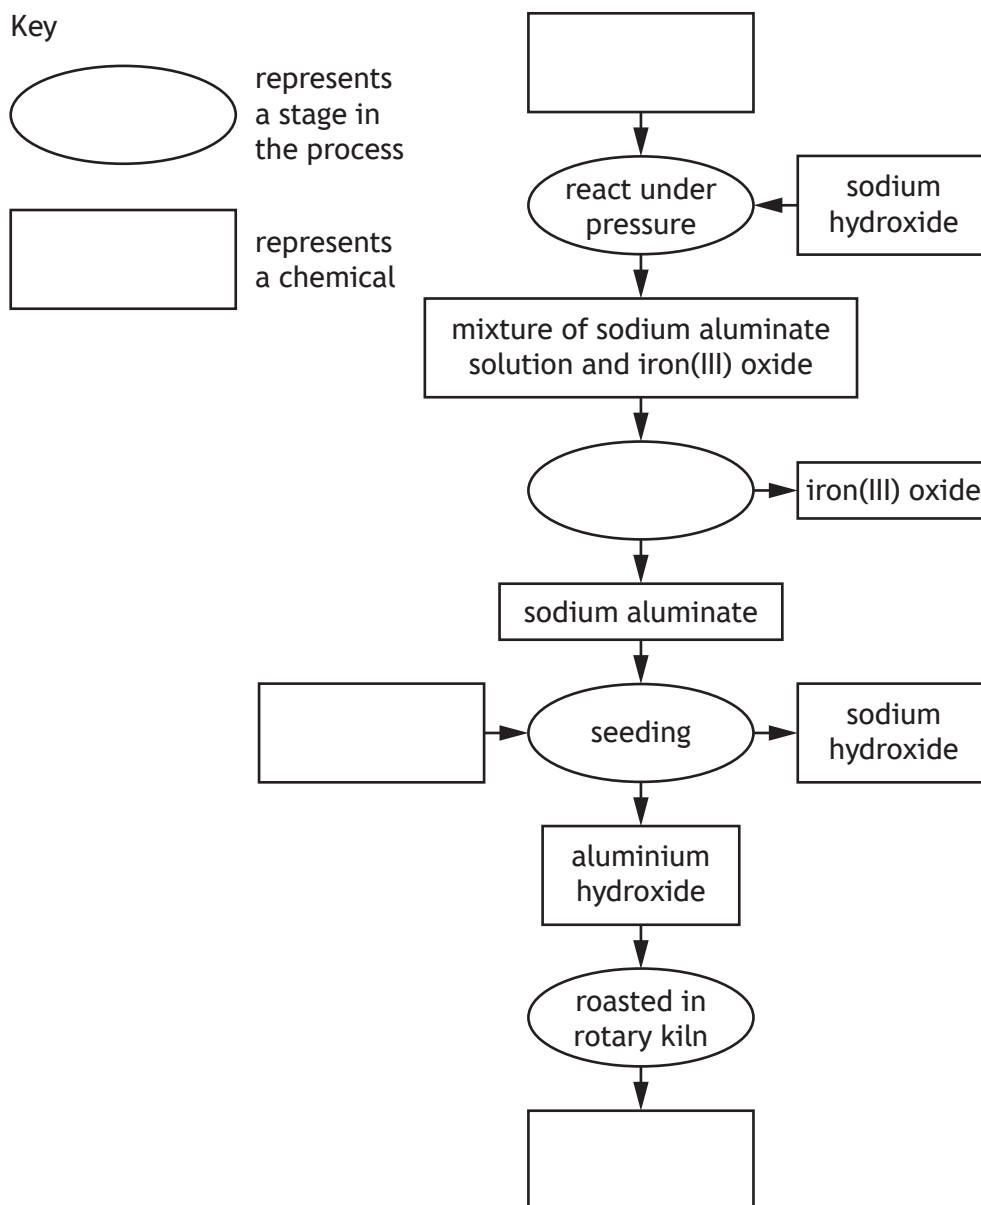 Key
represents
a stage in
the process
represents
a chemical
react under
pressure
sodium
hydroxide
mixture of sodium aluminate
solution and iron(III) oxide
iron(III) oxide
sodium aluminate
seeding
sodium
hydroxide
aluminium
hydroxide
roasted in
rotary kiln